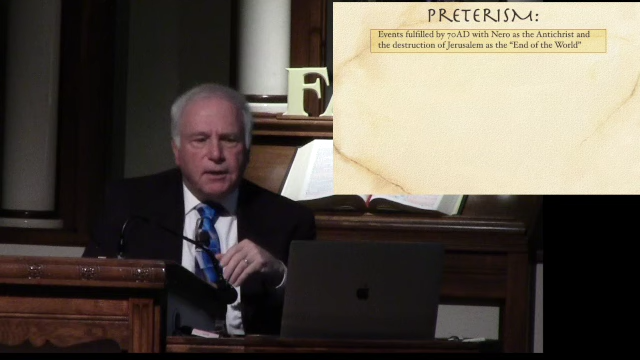 PRETERISM:
Events fulfilled by 70AD with Nero as the Antichrist and
the destruction of Jerusalem as the "End of the World"
F